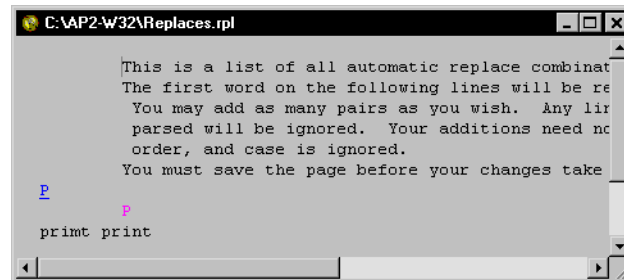 C:\AP2-W32\Replaces.rpl
This is a list of all automatic replace combinat
The first word on the following lines will be re
You may add as many pairs as you wish. Any lin
parsed will be ignored. Your additions need no
order, and case is ignored.
You must save the page before your changes take
P
P
primt print